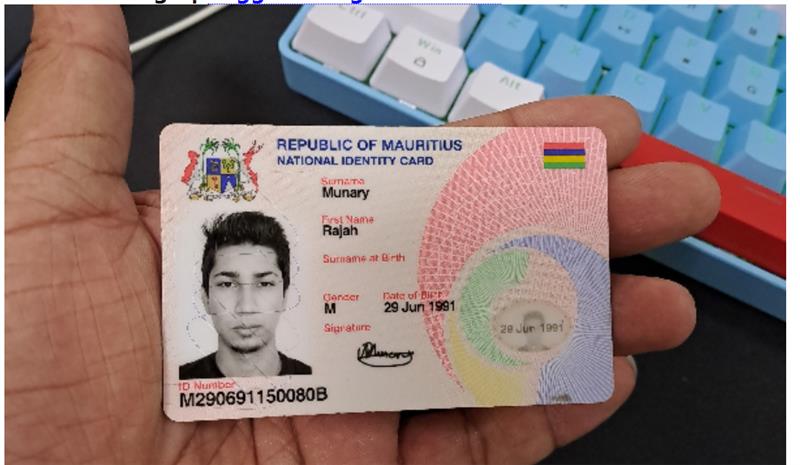 Ctrl
Win
Alt
Z
X
C
V
REPUBLIC OF MAURITIUS
NATIONAL IDENTITY CARD
Surname
Munary
First Name
Rajah
Surname at Birth
Gender Date of Birth
M 29 Jun 1991
29 Jun 1991
Signature
ID Number
M290691150080B